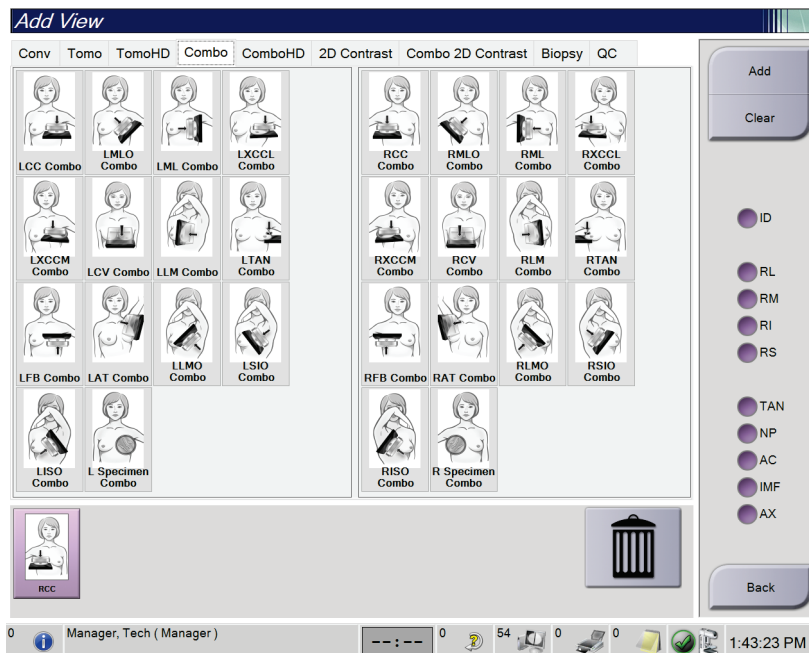 Add View
Conv Tomo TomoHD Combo ComboHD 2D Contrast Combo 2D Contrast Biopsy QC
LCC Combo
LMLO
Combo
LML Combo
LXCCL
Combo
RCC
Combo
RMLO
Combo
RML
Combo
RXCCL
Combo
LXCCM
Combo
LCV Combo
LLM Combo
LTAN
Combo
RXCCM
Combo
RCV
Combo
RLM
Combo
RTAN
Combo
LFB Combo
LAT Combo
LLMO
Combo
LSIO
Combo
RFB Combo
RAT Combo
RLMO
Combo
RSIO
Combo
LISO
Combo
L Specimen
Combo
RISO
Combo
R Specimen
Combo
RCC
Add
Clear
ID
RL
RM
RI
RS
TAN
NP
AC
IMF
AX
Back
0 Manager, Tech ( Manager ) --:-- 0 54 0 0 1:43:23 PM